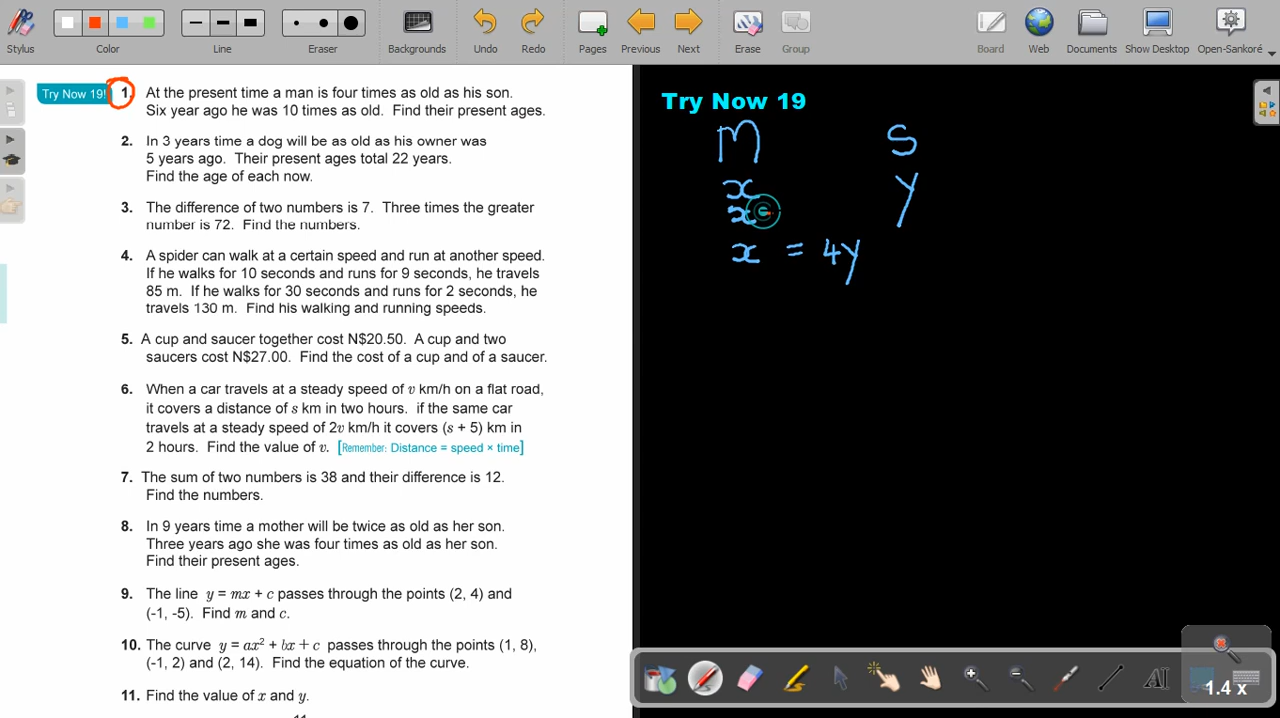 Stylus Color Line Eraser Backgrounds Undo Redo Pages Previous Next Erase Group Board Web Documents Show Desktop Open-Sankoré
Try Now 19!
1. At the present time a man is four times as old as his son.
Six year ago he was 10 times as old. Find their present ages.
2. In 3 years time a dog will be as old as his owner was
5 years ago. Their present ages total 22 years.
Find the age of each now.
3. The difference of two numbers is 7. Three times the greater
number is 72. Find the numbers.
4. A spider can walk at a certain speed and run at another speed.
If he walks for 10 seconds and runs for 9 seconds, he travels
85 m. If he walks for 30 seconds and runs for 2 seconds, he
travels 130 m. Find his walking and running speeds.
5. A cup and saucer together cost N$20.50. A cup and two
saucers cost N$27.00. Find the cost of a cup and of a saucer.
6. When a car travels at a steady speed of v km/h on a flat road,
it covers a distance of s km in two hours. if the same car
travels at a steady speed of 2v km/h it covers (s + 5) km in
2 hours. Find the value of v. [Remember: Distance = speed × time]
7. The sum of two numbers is 38 and their difference is 12.
Find the numbers.
8. In 9 years time a mother will be twice as old as her son.
Three years ago she was four times as old as her son.
Find their present ages.
9. The line y = mx + c passes through the points (2, 4) and
(-1, -5). Find m and c.
10. The curve y = ax² + bx + c passes through the points (1, 8),
(-1, 2) and (2, 14). Find the equation of the curve.
11. Find the value of x and y.
Try Now 19
M S
x y
x
x = 4y
1.4 x